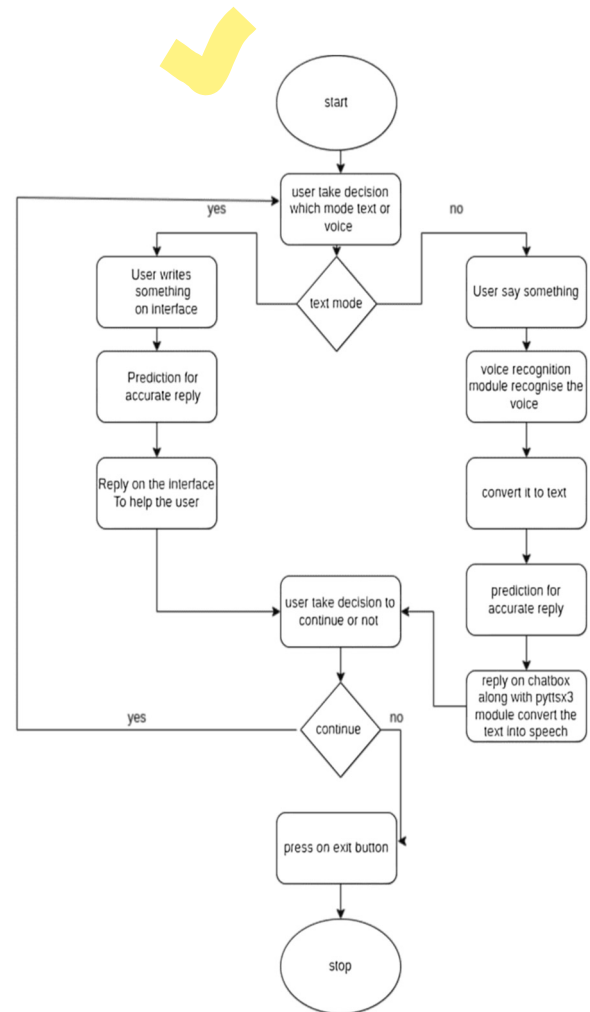 start
user take decision
which mode text or
voice
yes
no
text mode
User writes
something
on interface
User say something
Prediction for
accurate reply
voice recognition
module recognise the
voice
Reply on the interface
To help the user
convert it to text
user take decision to
continue or not
prediction for
accurate reply
reply on chatbox
along with pyttsx3
module convert the
text into speech
yes
continue
no
press on exit button
stop